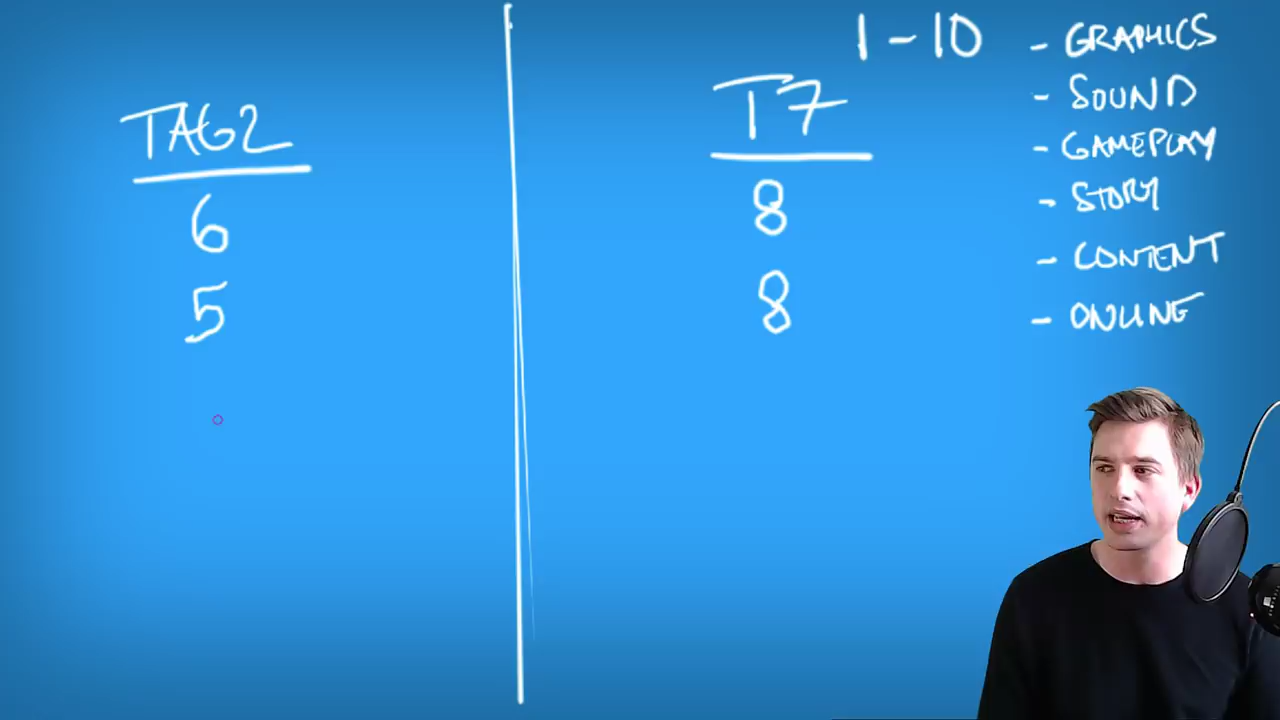 TAG2
6
5
T7
8
8
1-10
- GRAPHICS
- SOUND
- GAMEPLAY
- STORY
- CONTENT
- ONLINE